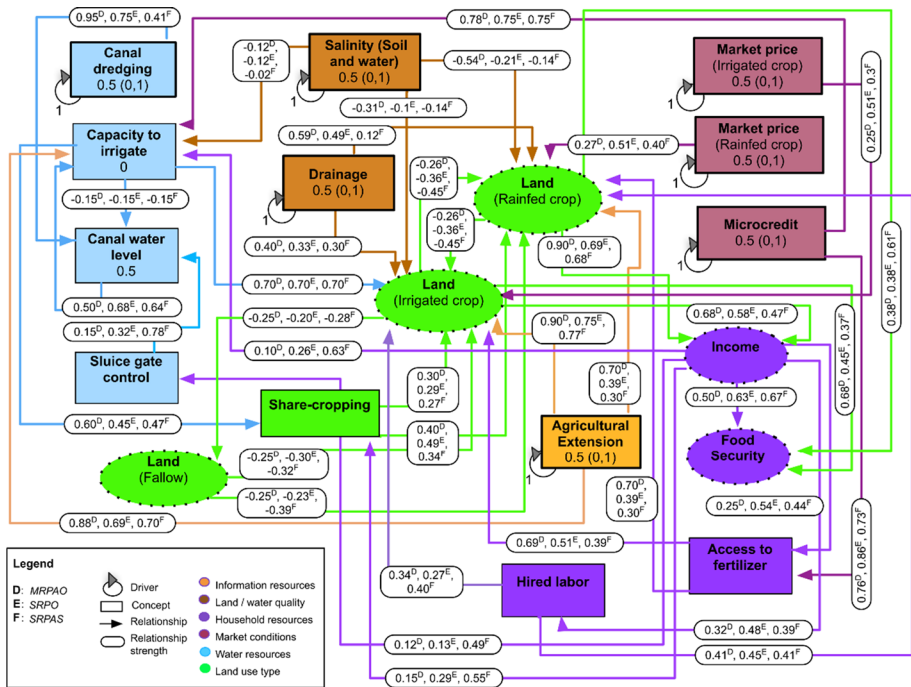 0.95D, 0.75E, 0.41F
0.78D, 0.75E, 0.75F
Canal
dredging
0.5 (0,1)
1
-0.12D,
-0.12E,
-0.02F
Salinity (Soil
and water)
0.5 (0,1)
1
-0.54D, -0.21E, -0.14F
Market price
(Irrigated crop)
0.5 (0,1)
1
0.25D, 0.51E, 0.3F
-0.31D, -0.1E, -0.14F
Capacity to
irrigate
0
0.59D, 0.49E, 0.12F
0.27D, 0.51E, 0.40F
Market price
(Rainfed crop)
0.5 (0,1)
1
Drainage
0.5 (0,1)
1
-0.26D,
-0.36E,
-0.45F
Land
(Rainfed crop)
-0.15D, -0.15E, -0.15F
-0.26D,
-0.36E,
-0.45F
Microcredit
0.5 (0,1)
1
Canal water
level
0.5
0.40D, 0.33E, 0.30F
0.90D, 0.69E,
0.68F
0.38D, 0.38E, 0.61F
0.70D, 0.70E, 0.70F
Land
(Irrigated crop)
0.50D, 0.68E, 0.64F
-0.25D, -0.20E, -0.28F
0.68D, 0.58E, 0.47F
0.15D, 0.32E, 0.78F
0.90D, 0.75E,
0.77F
Income
0.68D, 0.45E, 0.37F
0.10D, 0.26E, 0.63F
Sluice gate
control
0.30D,
0.29E,
0.27F
0.70D,
0.39E,
0.30F
0.50D, 0.63E, 0.67F
Share-cropping
0.60D, 0.45E, 0.47F
0.40D,
0.49E,
0.34F
Agricultural
Extension
0.5 (0,1)
1
Food
Security
Land
(Fallow)
-0.25D, -0.30E,
-0.32F
-0.25D, -0.23E,
-0.39F
0.70D,
0.39E,
0.30F
0.25D, 0.54E, 0.44F
0.88D, 0.69E, 0.70F
0.69D, 0.51E, 0.39F
Access to
fertilizer
0.76D, 0.86E, 0.73F
0.34D, 0.27E,
0.40F
Hired labor
0.12D, 0.13E, 0.49F
0.32D, 0.48E, 0.39F
0.15D, 0.29E, 0.55F
0.41D, 0.45E, 0.41F
Legend
D: MRPAO
E: SRPO
F: SRPAS
Driver
Concept
Relationship
Relationship
strength
Information resources
Land / water quality
Household resources
Market conditions
Water resources
Land use type